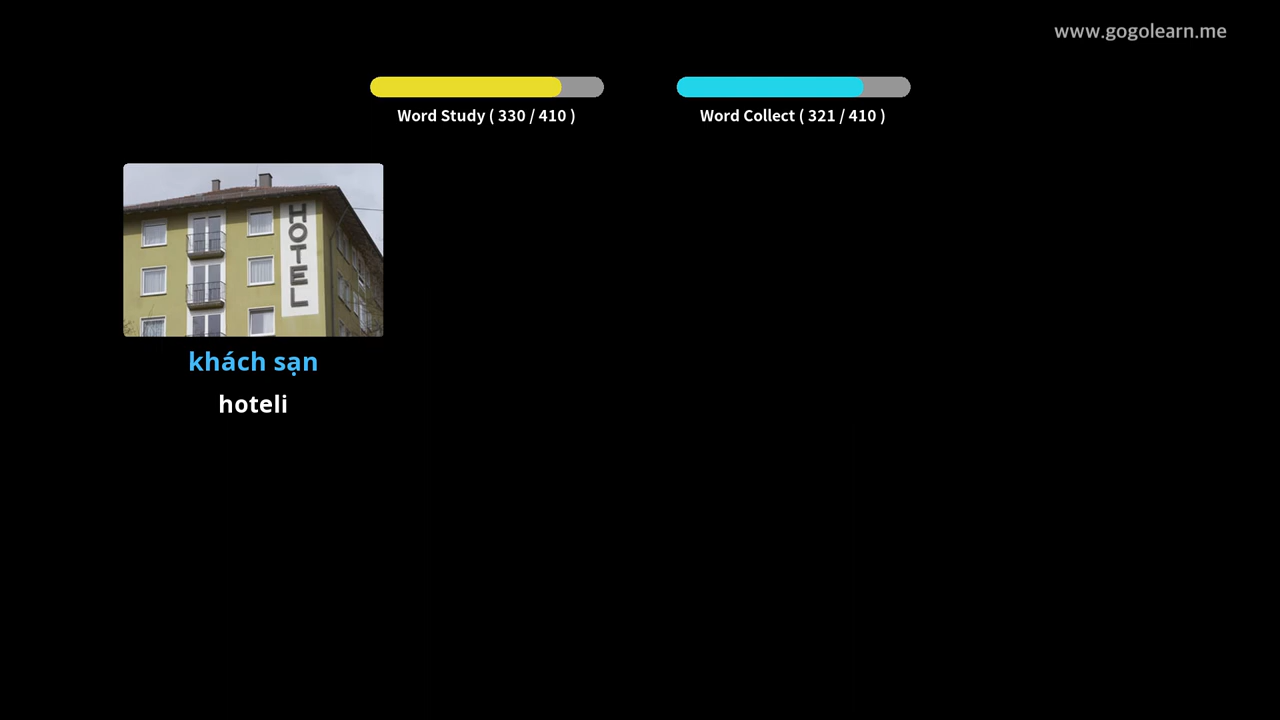 www.gogolearn.me
Word Study ( 330 / 410 )
Word Collect ( 321 / 410 )
HOTEL
khách sạn
hoteli